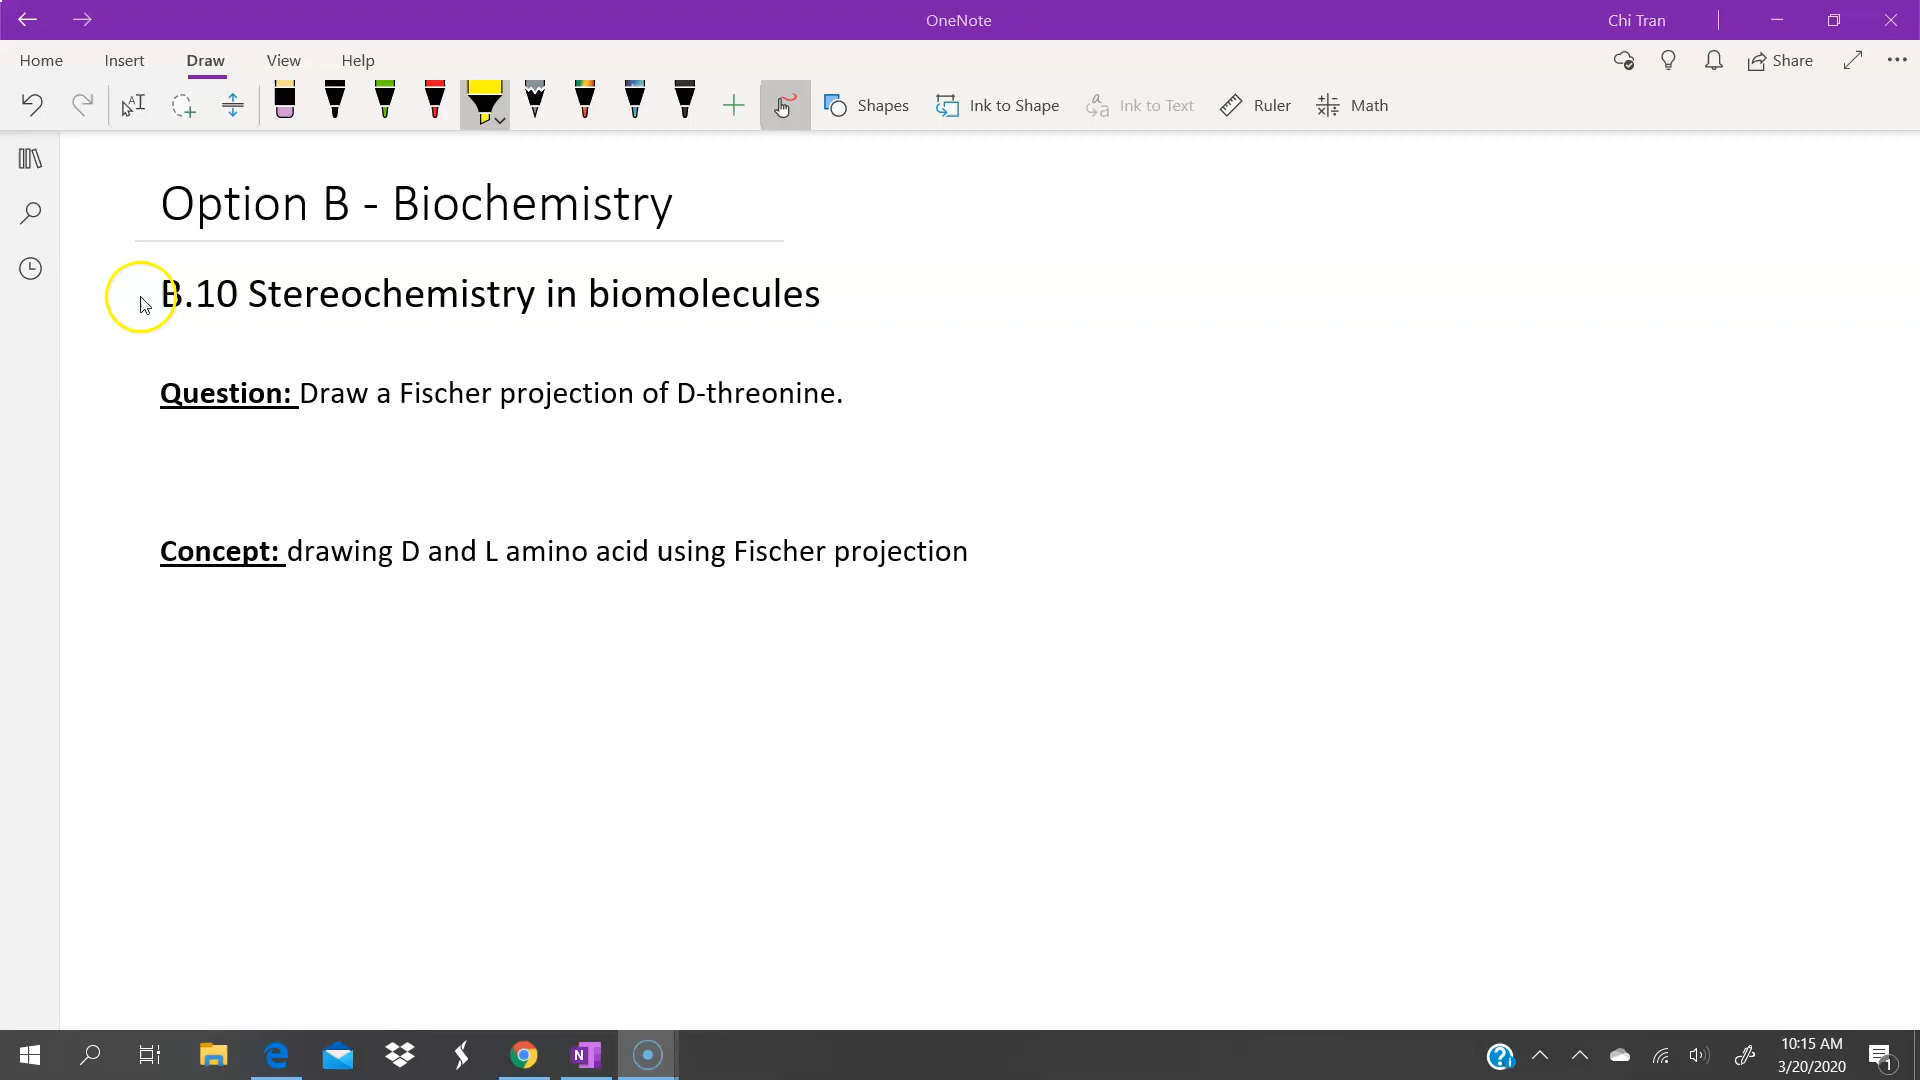 OneNote
Chi Tran
Home Insert Draw View Help
Share
Shapes Ink to Shape Ink to Text Ruler Math
Option B - Biochemistry
B.10 Stereochemistry in biomolecules
Question: Draw a Fischer projection of D-threonine.
Concept: drawing D and L amino acid using Fischer projection
10:15 AM
3/20/2020
1